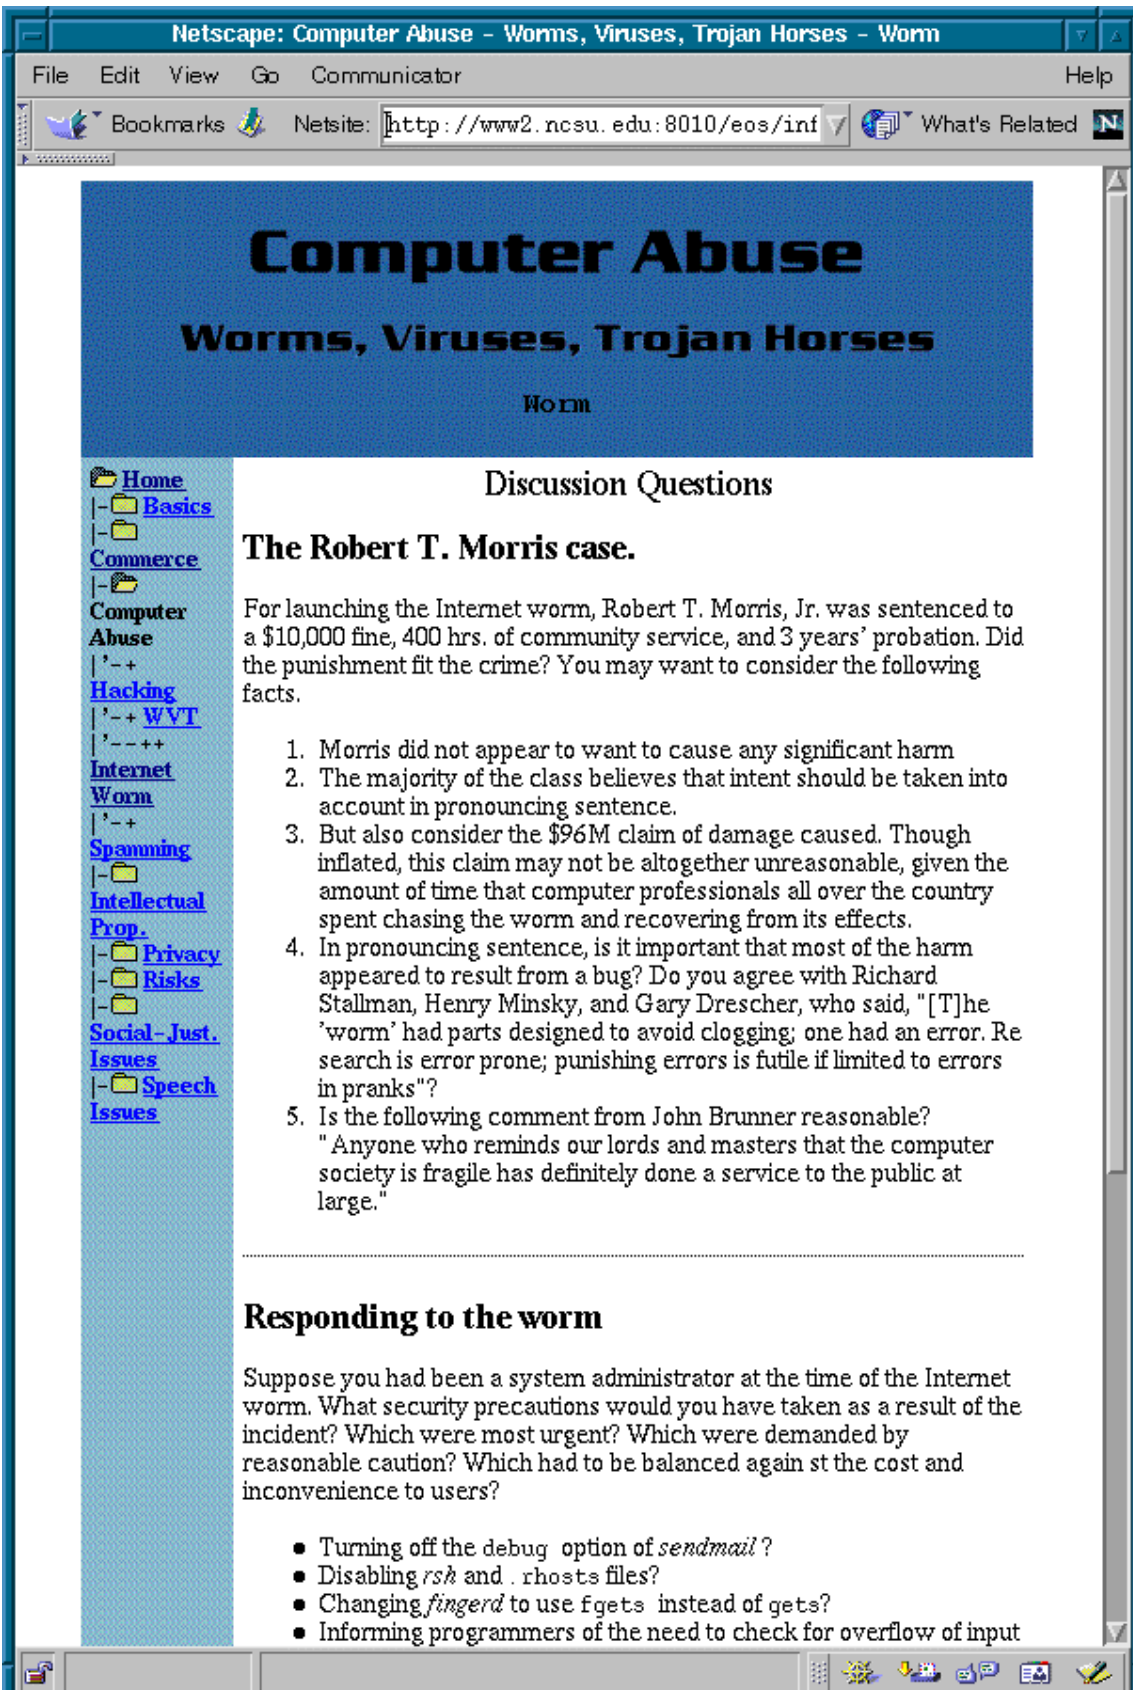 Netscape: Computer Abuse - Worms, Viruses, Trojan Horses - Worm
File Edit View Go Communicator Help
Bookmarks Netsite: http://www2.ncsu.edu:8010/eos/inf What's Related N
Computer Abuse
Worms, Viruses, Trojan Horses
Worm
Home
|- Basics
|-
Commerce
|-
Computer
Abuse
|'-+
Hacking
|'-+ WVT
|'--++
Internet
Worm
|'-+
Spamming
|-
Intellectual
Prop.
|- Privacy
|- Risks
|-
Social-Just.
Issues
|- Speech
Issues
Discussion Questions
The Robert T. Morris case.
For launching the Internet worm, Robert T. Morris, Jr. was sentenced to
a $10,000 fine, 400 hrs. of community service, and 3 years' probation. Did
the punishment fit the crime? You may want to consider the following
facts.
1. Morris did not appear to want to cause any significant harm
2. The majority of the class believes that intent should be taken into
account in pronouncing sentence.
3. But also consider the $96M claim of damage caused. Though
inflated, this claim may not be altogether unreasonable, given the
amount of time that computer professionals all over the country
spent chasing the worm and recovering from its effects.
4. In pronouncing sentence, is it important that most of the harm
appeared to result from a bug? Do you agree with Richard
Stallman, Henry Minsky, and Gary Drescher, who said, "[T]he
'worm' had parts designed to avoid clogging; one had an error. Re
search is error prone; punishing errors is futile if limited to errors
in pranks"?
5. Is the following comment from John Brunner reasonable?
"Anyone who reminds our lords and masters that the computer
society is fragile has definitely done a service to the public at
large."
Responding to the worm
Suppose you had been a system administrator at the time of the Internet
worm. What security precautions would you have taken as a result of the
incident? Which were most urgent? Which were demanded by
reasonable caution? Which had to be balanced again st the cost and
inconvenience to users?
• Turning off the debug option of sendmail?
• Disabling rsh and .rhosts files?
• Changing fingerd to use fgets instead of gets?
• Informing programmers of the need to check for overflow of input